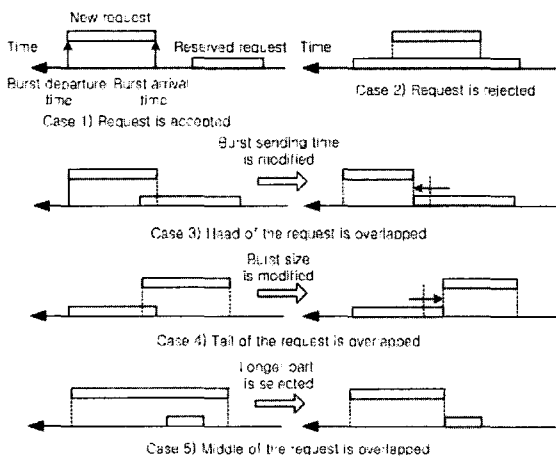 New request
Time
Reserved request
Time
Burst departure Burst arrival
time
time
Case 1) Request is accepted
Case 2) Request is rejected
Burst sending time
is modified
Case 3) Head of the request is overlapped
Burst size
is modified
Case 4) Tail of the request is overlapped
Longer part
is selected
Case 5) Middle of the request is overlapped